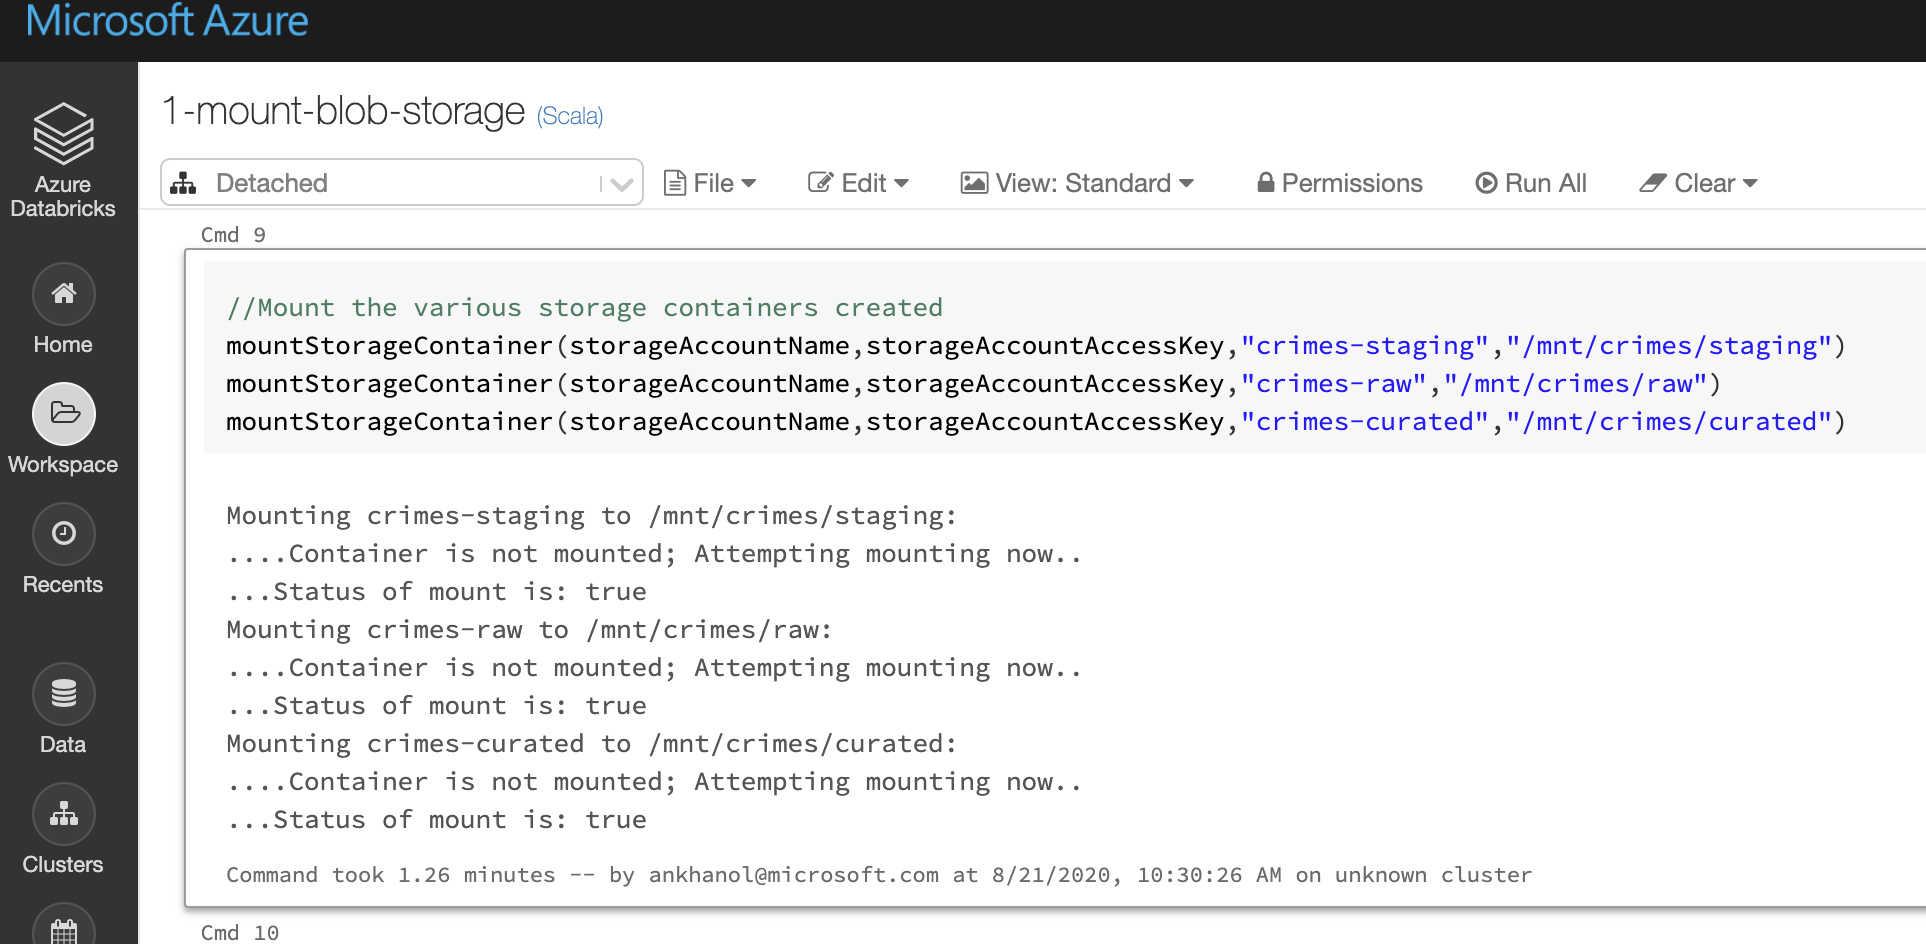 Microsoft Azure
Azure
Databricks
Home
Workspace
Recents
Data
Clusters
1-mount-blob-storage (Scala)
Detached File Edit View: Standard Permissions Run All Clear
Cmd 9
//Mount the various storage containers created
mountStorageContainer(storageAccountName,storageAccountAccessKey,"crimes-staging","/mnt/crimes/staging")
mountStorageContainer(storageAccountName,storageAccountAccessKey,"crimes-raw","/mnt/crimes/raw")
mountStorageContainer(storageAccountName,storageAccountAccessKey,"crimes-curated","/mnt/crimes/curated")
Mounting crimes-staging to /mnt/crimes/staging:
....Container is not mounted; Attempting mounting now..
...Status of mount is: true
Mounting crimes-raw to /mnt/crimes/raw:
....Container is not mounted; Attempting mounting now..
...Status of mount is: true
Mounting crimes-curated to /mnt/crimes/curated:
....Container is not mounted; Attempting mounting now..
...Status of mount is: true
Command took 1.26 minutes -- by ankhanol@microsoft.com at 8/21/2020, 10:30:26 AM on unknown cluster
Cmd 10